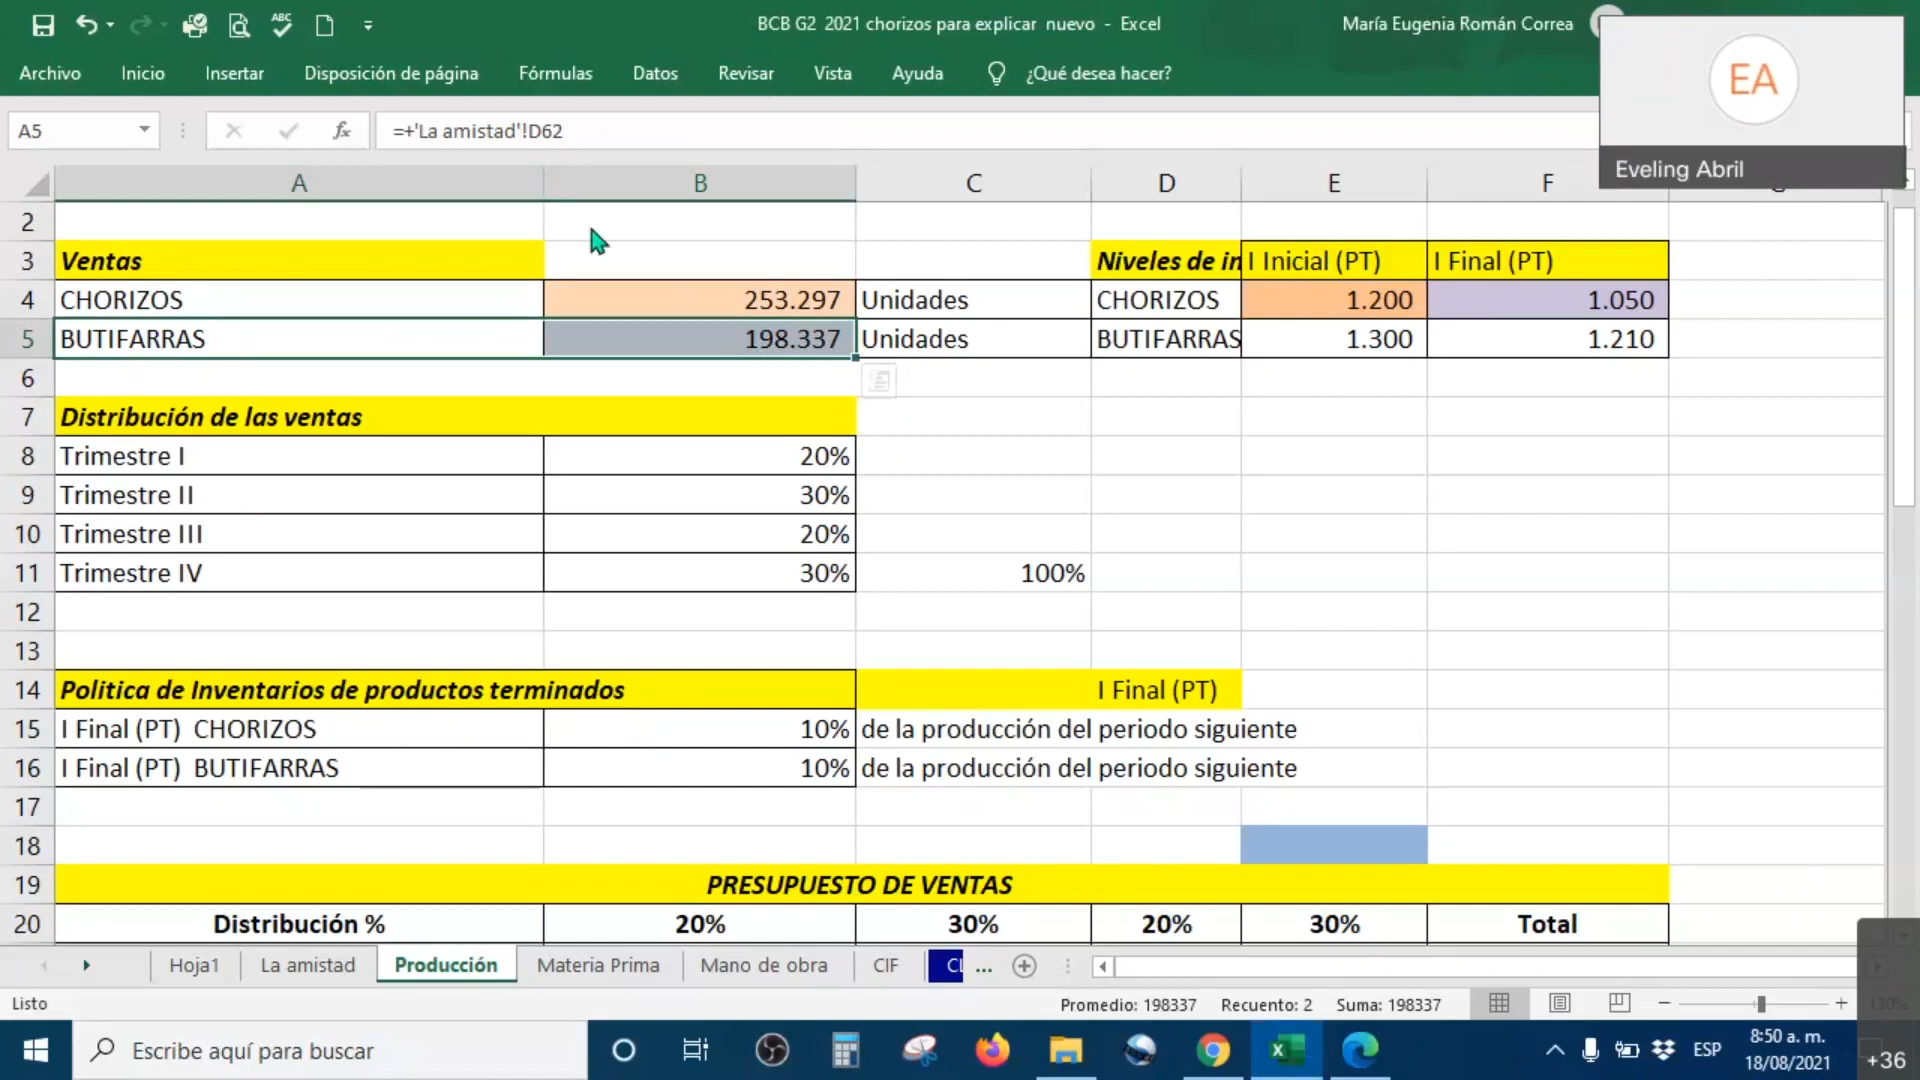 BCB G2 2021 chorizos para explicar nuevo - Excel
María Eugenia Román Correa
Archivo Inicio Insertar Disposición de página Fórmulas Datos Revisar Vista Ayuda ¿Qué desea hacer?
EA
Eveling Abril
A5 fx =+'La amistad'!D62
A B C D E F
2
3 Ventas Niveles de in I Inicial (PT) I Final (PT)
4 CHORIZOS 253.297 Unidades CHORIZOS 1.200 1.050
5 BUTIFARRAS 198.337 Unidades BUTIFARRAS 1.300 1.210
6
7 Distribución de las ventas
8 Trimestre I 20%
9 Trimestre II 30%
10 Trimestre III 20%
11 Trimestre IV 30% 100%
12
13
14 Politica de Inventarios de productos terminados I Final (PT)
15 I Final (PT) CHORIZOS 10% de la producción del periodo siguiente
16 I Final (PT) BUTIFARRAS 10% de la producción del periodo siguiente
17
18
19 PRESUPUESTO DE VENTAS
20 Distribución % 20% 30% 20% 30% Total
Hoja1 La amistad Producción Materia Prima Mano de obra CIF CL ...
Listo Promedio: 198337 Recuento: 2 Suma: 198337 130%
Escribe aquí para buscar
ESP
8:50 a. m.
18/08/2021
+36